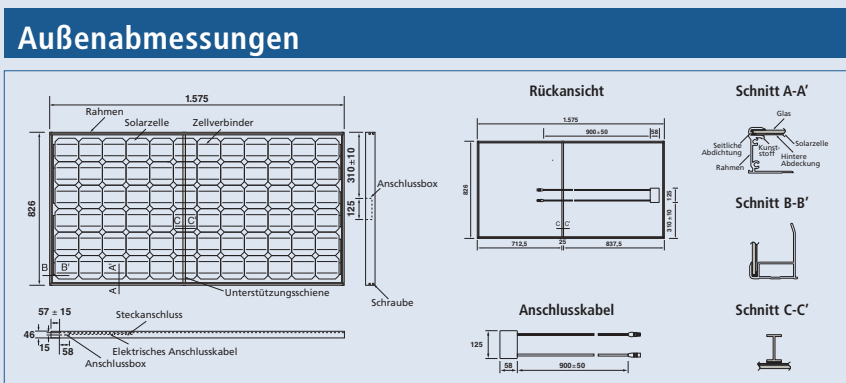 Außenabmessungen
1.575
Rahmen
Solarzelle
Zellverbinder
826
310±10
125
Anschlussbox
C C'
B B'
A'
A
Unterstützungsschiene
Schraube
57 ± 15
Steckanschluss
46
15
58
Elektrisches Anschlusskabel
Anschlussbox
Rückansicht
1.575
900±50
58
826
125
310±10
C C'
712,5
25
837,5
Anschlusskabel
125
58
900±50
Schnitt A-A’
Glas
Seitliche
Abdichtung
Kunst-
stoff
Solarzelle
Hintere
Abdeckung
Rahmen
Schnitt B-B’
Schnitt C-C’